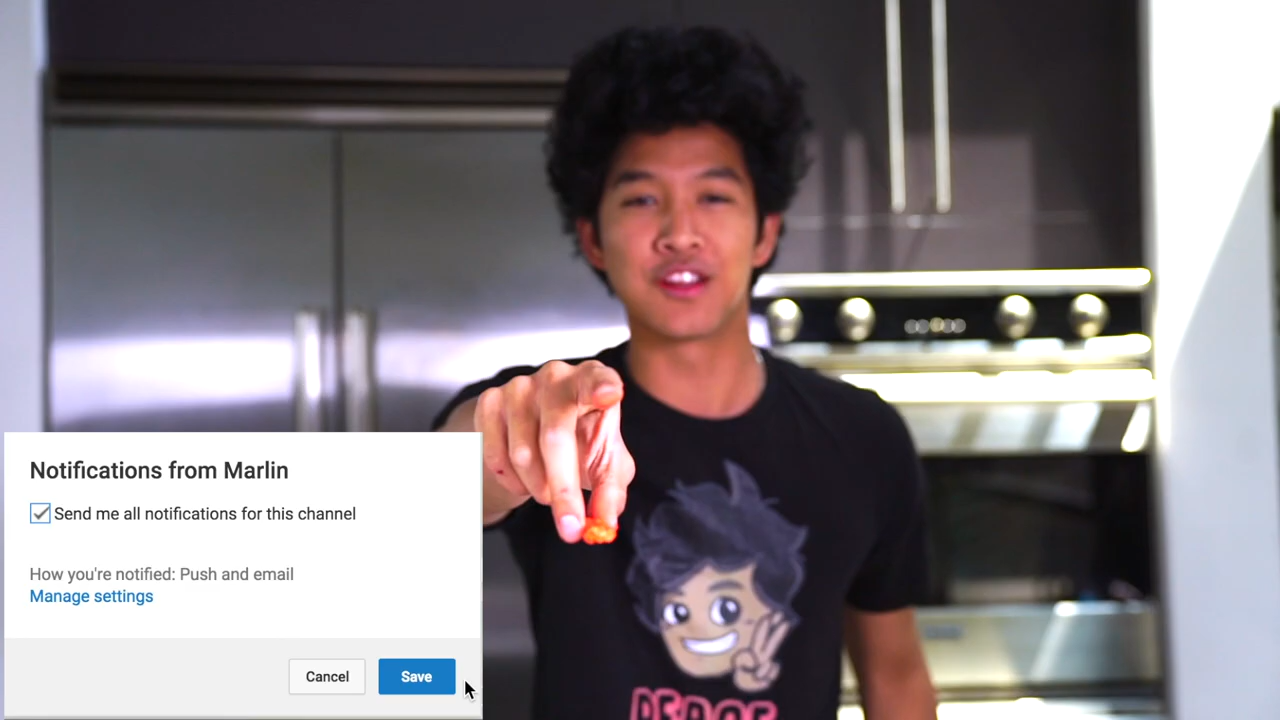 Notifications from Marlin
Send me all notifications for this channel
How you're notified: Push and email
Manage settings
Cancel
Save